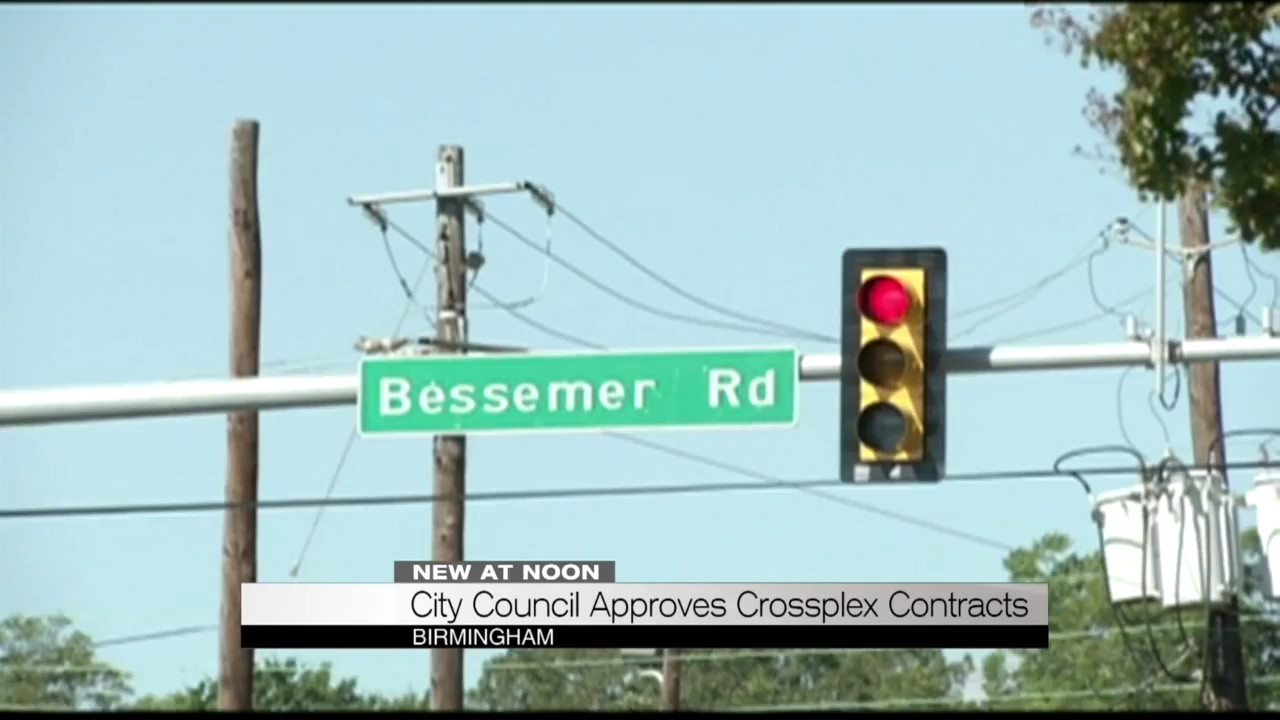 Bessemer Rd
NEW AT NOON
City Council Approves Crossplex Contracts
BIRMINGHAM